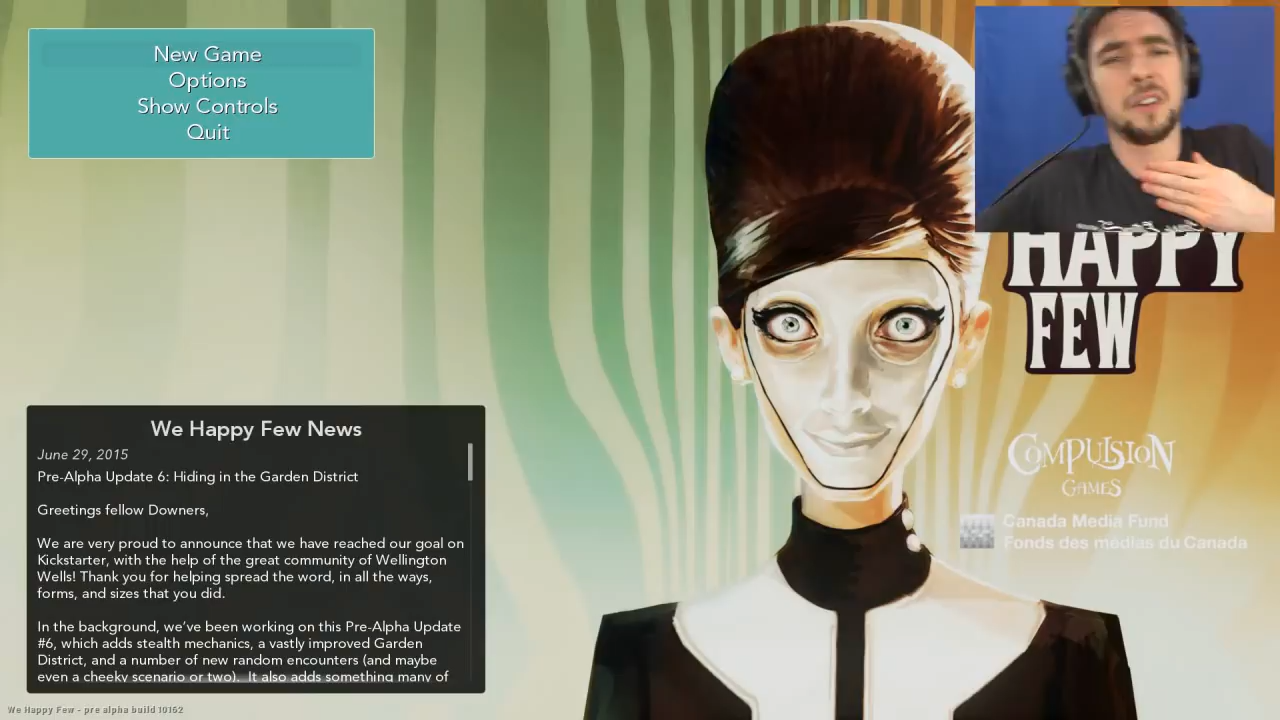 New Game
Options
Show Controls
Quit
HAPPY
FEW
We Happy Few News
June 29, 2015
Pre-Alpha Update 6: Hiding in the Garden District
Greetings fellow Downers,
We are very proud to announce that we have reached our goal on
Kickstarter, with the help of the great community of Wellington
Wells! Thank you for helping spread the word, in all the ways,
forms, and sizes that you did.
In the background, we've been working on this Pre-Alpha Update
#6, which adds stealth mechanics, a vastly improved Garden
District, and a number of new random encounters (and maybe
even a cheeky scenario or two). It also adds something many of
COMPULSION
GAMES
Canada Media Fund
Fonds des médias du Canada
We Happy Few - pre alpha build 10162